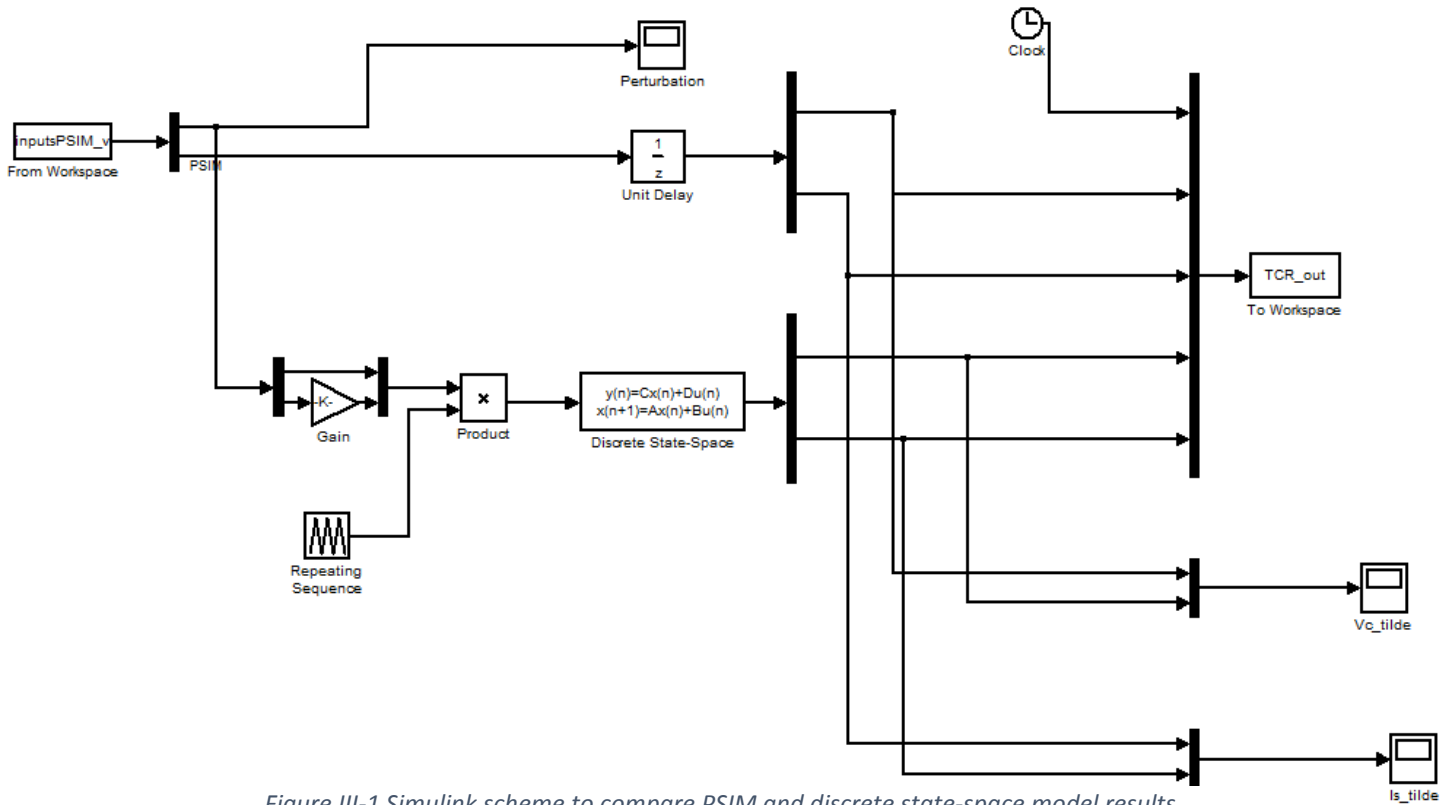 Clock
Perturbation
inputsPSIM_v
From Workspace
PSIM
1
z
Unit Delay
TCR_out
To Workspace
-K-
Gain
×
Product
y(n)=Cx(n)+Du(n)
x(n+1)=Ax(n)+Bu(n)
Discrete State-Space
Repeating
Sequence
Vc_tilde
Is_tilde
Figure III-1 Simulink scheme to compare PSIM and discrete state-space model results